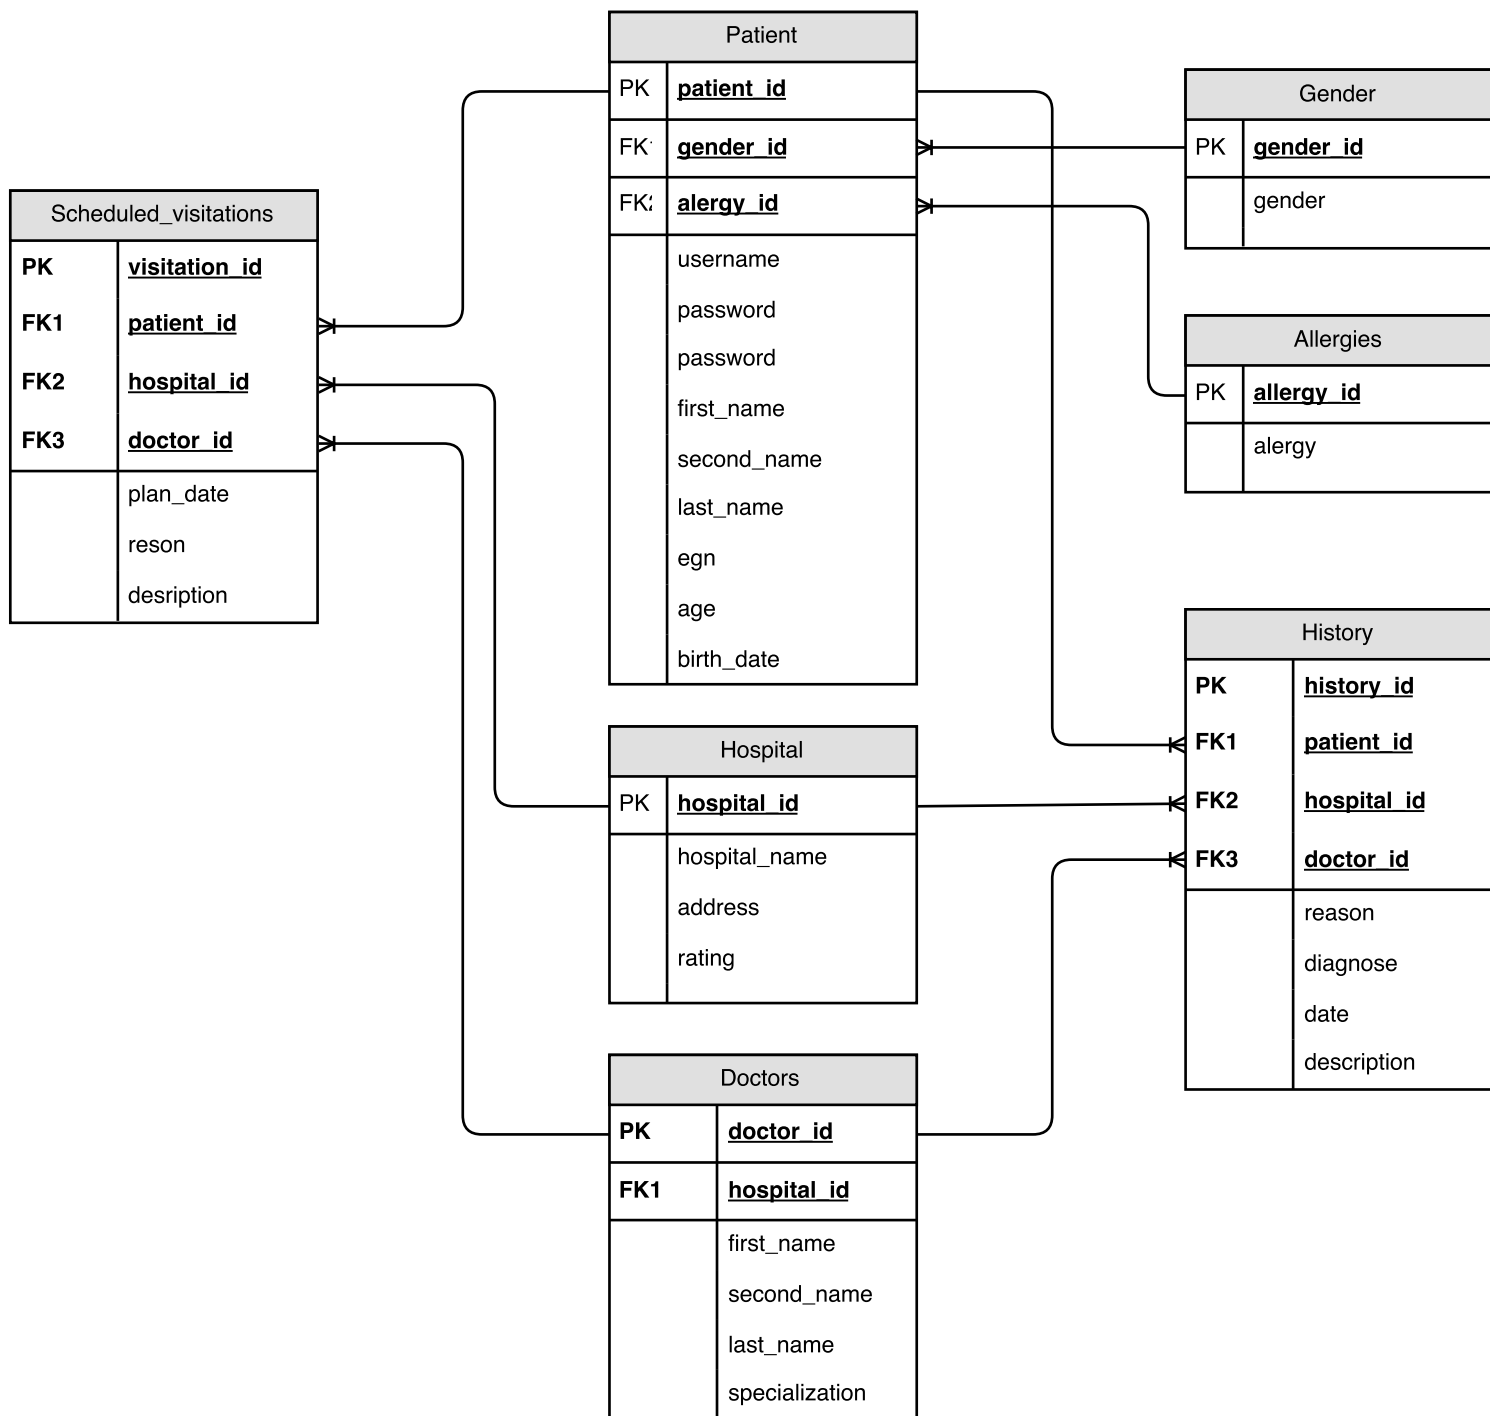 Patient
PK patient_id
FK gender_id
FK alergy_id
username
password
password
first_name
second_name
last_name
egn
age
birth_date
Gender
PK gender_id
gender
Scheduled_visitations
PK visitation_id
FK1 patient_id
FK2 hospital_id
FK3 doctor_id
plan_date
reson
desription
Allergies
PK allergy_id
alergy
History
PK history_id
FK1 patient_id
FK2 hospital_id
FK3 doctor_id
reason
diagnose
date
description
Hospital
PK hospital_id
hospital_name
address
rating
Doctors
PK doctor_id
FK1 hospital_id
first_name
second_name
last_name
specialization